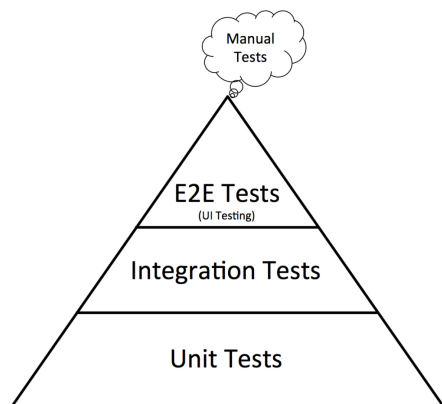 Manual
Tests
E2E Tests
(UI Testing)
Integration Tests
Unit Tests